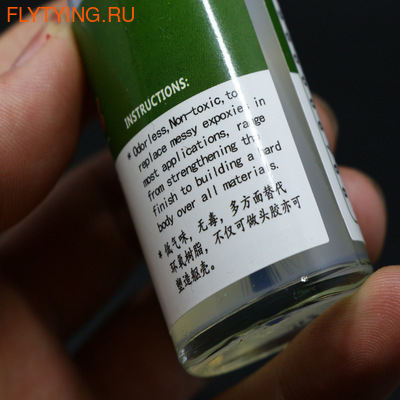 FLYTYING.RU
INSTRUCTIONS:
* Odorless, Non-toxic, to
replace messy expoxies in
most applications, range
from strengthening the
finish to building a hard
body over all materials.
* 低气味, 无毒, 多方面替代
环氧树脂, 不仅可做头胶亦可
塑造躯壳。